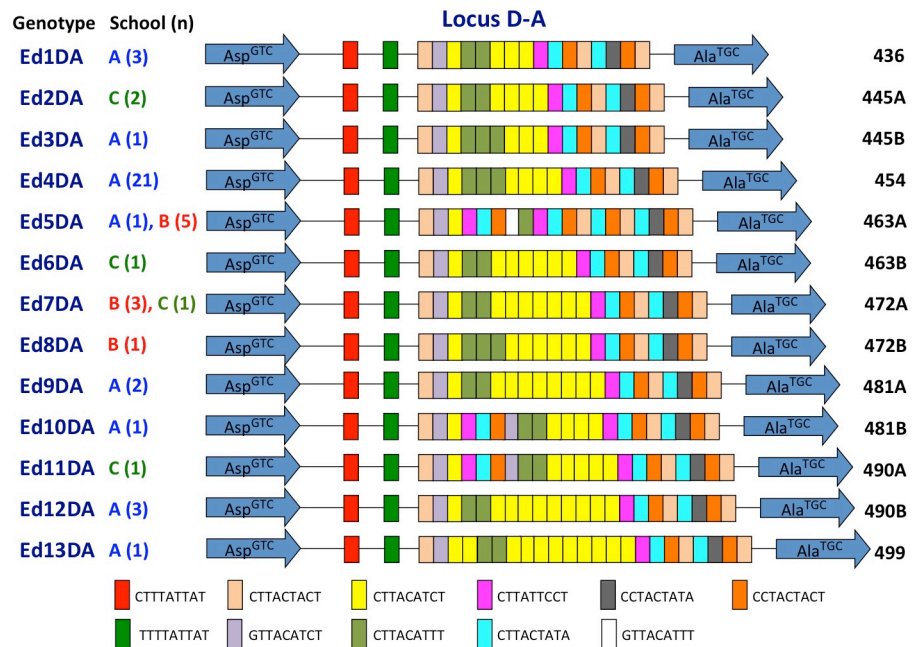 Locus D-A
Genotype School (n)
Ed1DA A (3) Asp^GTC Ala^TGC 436
Ed2DA C (2) Asp^GTC Ala^TGC 445A
Ed3DA A (1) Asp^GTC Ala^TGC 445B
Ed4DA A (21) Asp^GTC Ala^TGC 454
Ed5DA A (1), B (5) Asp^GTC Ala^TGC 463A
Ed6DA C (1) Asp^GTC Ala^TGC 463B
Ed7DA B (3), C (1) Asp^GTC Ala^TGC 472A
Ed8DA B (1) Asp^GTC Ala^TGC 472B
Ed9DA A (2) Asp^GTC Ala^TGC 481A
Ed10DA A (1) Asp^GTC Ala^TGC 481B
Ed11DA C (1) Asp^GTC Ala^TGC 490A
Ed12DA A (3) Asp^GTC Ala^TGC 490B
Ed13DA A (1) Asp^GTC Ala^TGC 499
CTTTATTAT CTTACTACT CTTACATCT CTTATTCCT CCTACTATA CCTACTACT
TTTTATTAT GTTACATCT CTTACATTT CTTACTATA GTTACATTT